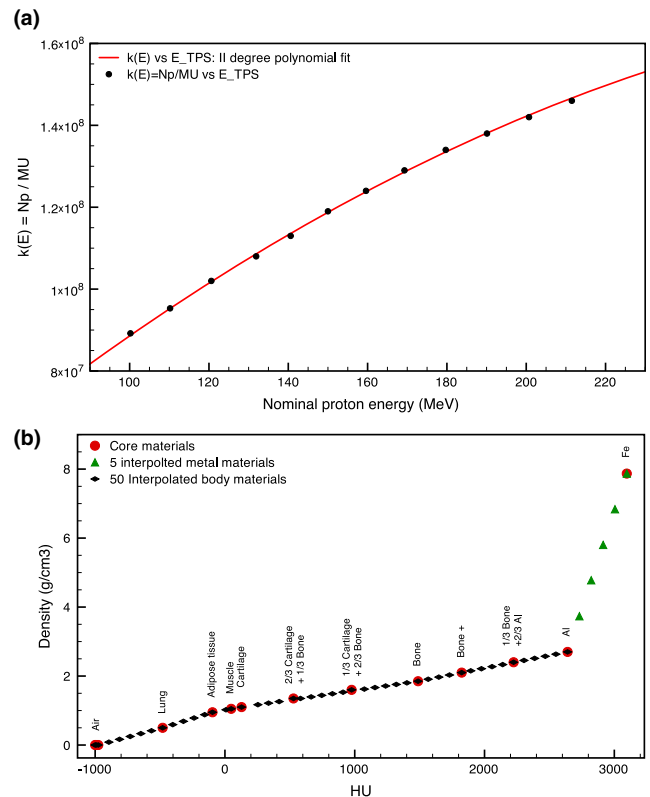 (a)
k(E) vs E_TPS: II degree polynomial fit
k(E)=Np/MU vs E_TPS
1.6×10⁸
1.4×10⁸
1.2×10⁸
1×10⁸
8×10⁷
k(E) = Np / MU
100 120 140 160 180 200 220
Nominal proton energy (MeV)
(b)
Core materials
5 interpolted metal materials
50 Interpolated body materials
8
6
4
2
0
Density (g/cm3)
Air
Lung
Adipose tissue
Muscle
Cartilage
2/3 Cartilage
+ 1/3 Bone
1/3 Cartilage
+ 2/3 Bone
Bone
Bone +
1/3 Bone
+2/3 Al
Al
Fe
-1000 0 1000 2000 3000
HU